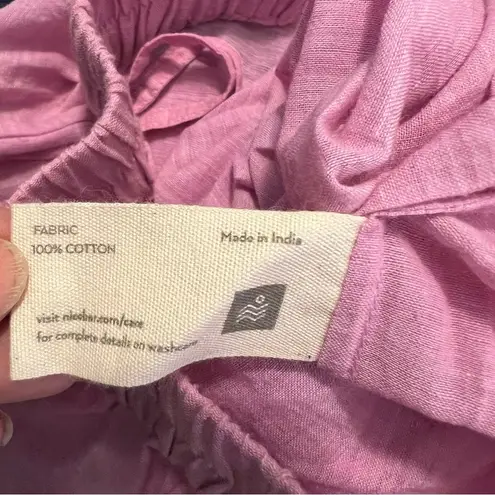 FABRIC
100% COTTON
Made in India
visit nicobar.com/care
for complete details on washcare